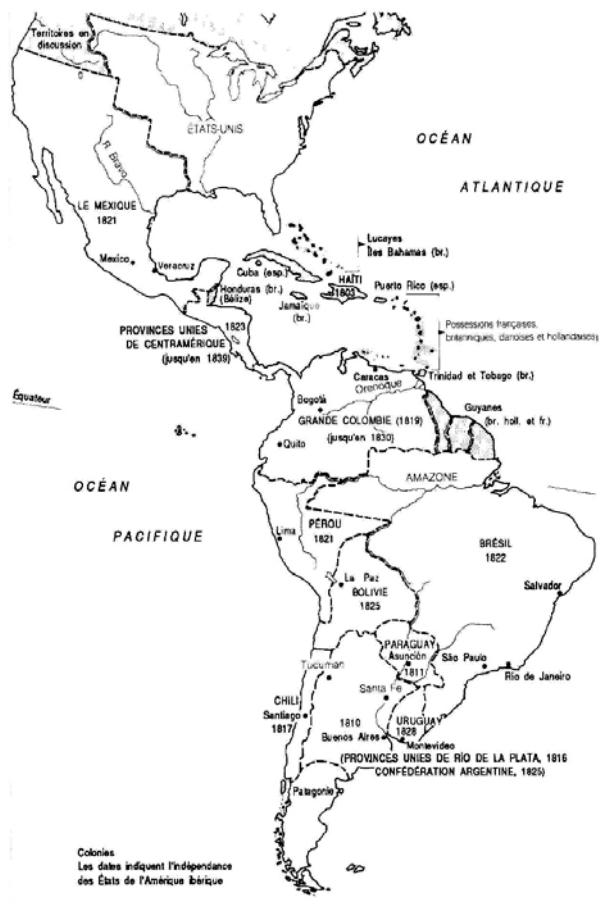 Territoires en
discussion
ÉTATS-UNIS
OCÉAN
ATLANTIQUE
R. Bravo
LE MEXIQUE
1821
Mexico
Veracruz
Lucayes
Îles Bahamas (br.)
Cuba (esp.)
HAÏTI
1803
Puerto Rico (esp.)
Honduras (br.)
(Bélize)
Jamaïque
(br.)
PROVINCES UNIES
DE CENTRAMÉRIQUE
(jusqu'en 1839)
1823
Possessions françaises,
britanniques, danoises et hollandaises
Caracas
Orénoque
Trinidad et Tobago (br.)
Équateur
Bogotá
GRANDE COLOMBIE (1819)
(jusqu'en 1830)
Guyanes
(br. holl. et fr.)
Quito
AMAZONE
OCÉAN
PACIFIQUE
Lima
PÉROU
1821
BRÉSIL
1822
La Paz
BOLIVIE
1825
Salvador
PARAGUAY
Asunción
1811
São Paulo
Rio de Janeiro
Tucumán
Santa Fe
CHILI
Santiago
1817
1810
Buenos Aires
URUGUAY
1828
Montevideo
(PROVINCES UNIES DE RÍO DE LA PLATA, 1816
CONFÉDÉRATION ARGENTINE, 1825)
Patagonie
Colonies
Les dates indiquent l'indépendance
des États de l'Amérique ibérique